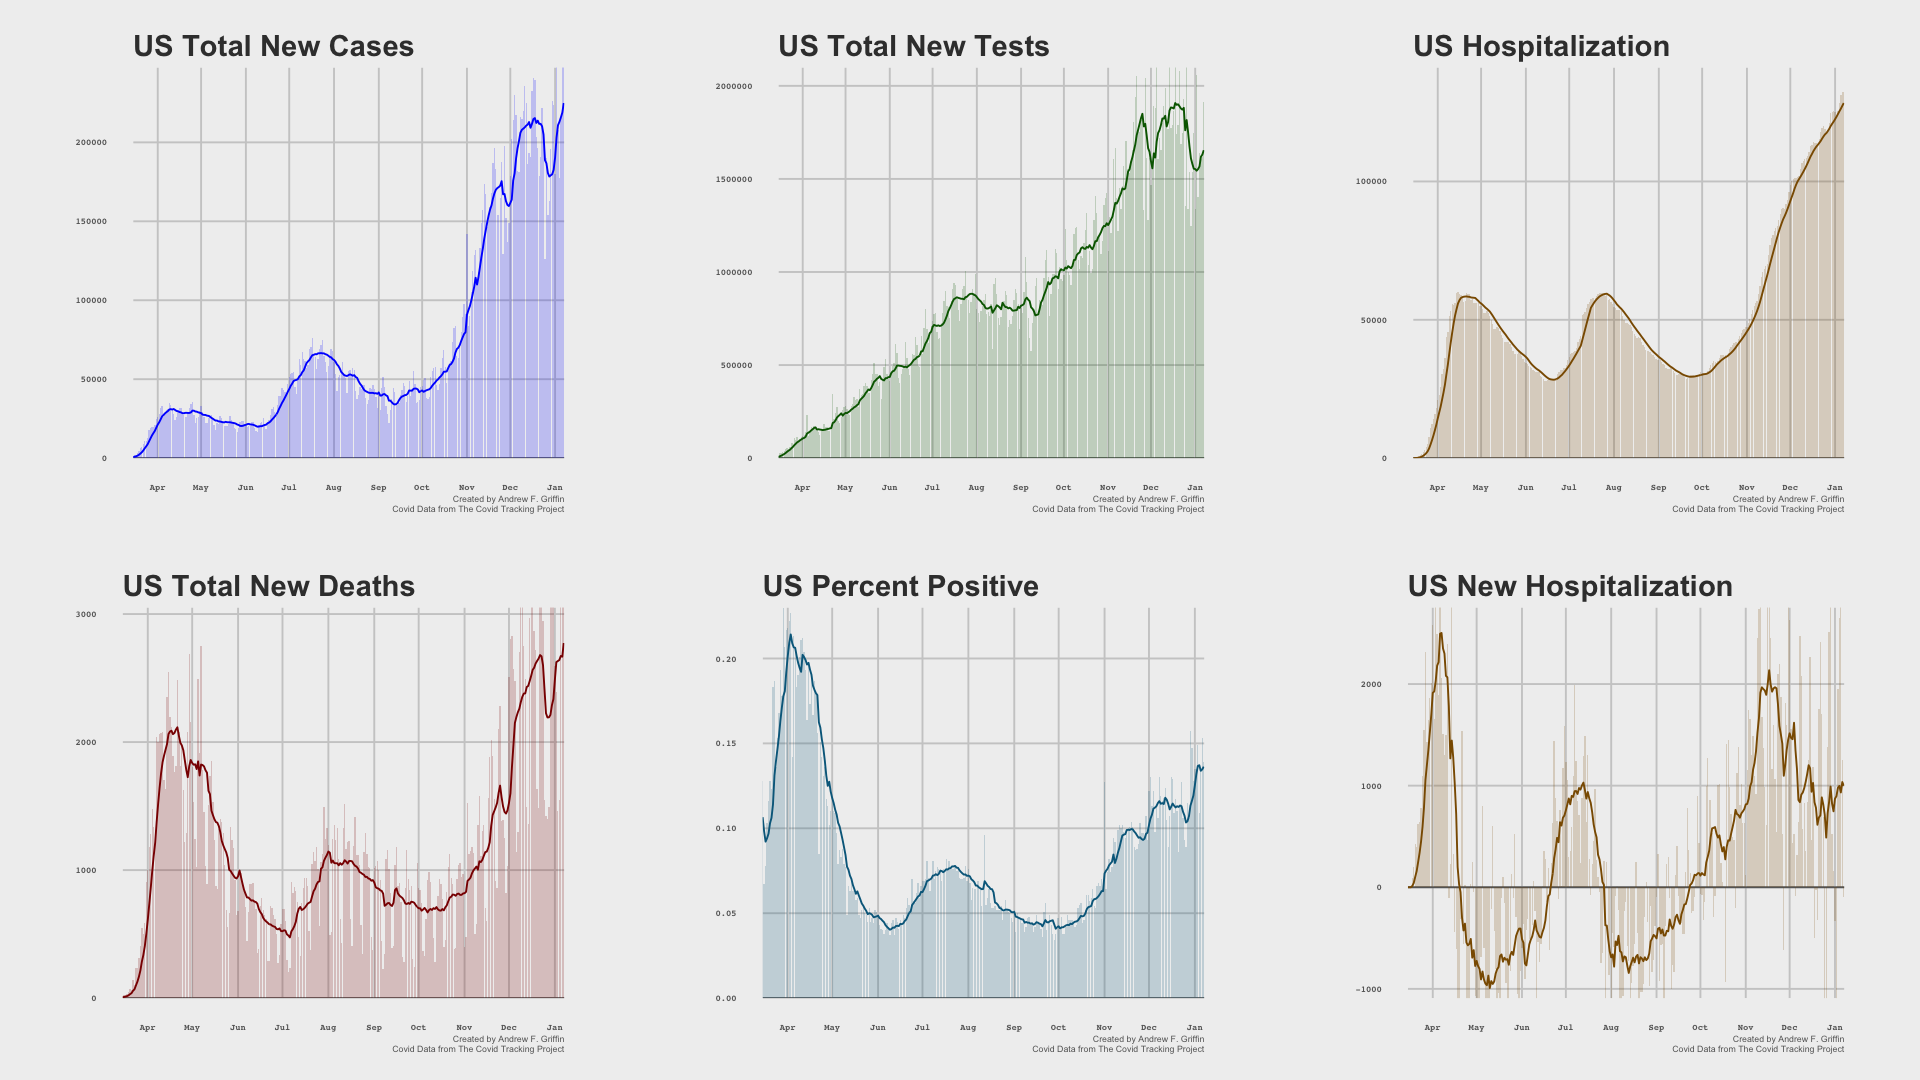 US Total New Cases
200000
150000
100000
50000
0
Apr May Jun Jul Aug Sep Oct Nov Dec Jan
Created by Andrew F. Griffin
Covid Data from The Covid Tracking Project
US Total New Tests
2000000
1500000
1000000
500000
0
Apr May Jun Jul Aug Sep Oct Nov Dec Jan
Created by Andrew F. Griffin
Covid Data from The Covid Tracking Project
US Hospitalization
100000
50000
0
Apr May Jun Jul Aug Sep Oct Nov Dec Jan
Created by Andrew F. Griffin
Covid Data from The Covid Tracking Project
US Total New Deaths
3000
2000
1000
0
Apr May Jun Jul Aug Sep Oct Nov Dec Jan
Created by Andrew F. Griffin
Covid Data from The Covid Tracking Project
US Percent Positive
0.20
0.15
0.10
0.05
0.00
Apr May Jun Jul Aug Sep Oct Nov Dec Jan
Created by Andrew F. Griffin
Covid Data from The Covid Tracking Project
US New Hospitalization
2000
1000
0
−1000
Apr May Jun Jul Aug Sep Oct Nov Dec Jan
Created by Andrew F. Griffin
Covid Data from The Covid Tracking Project